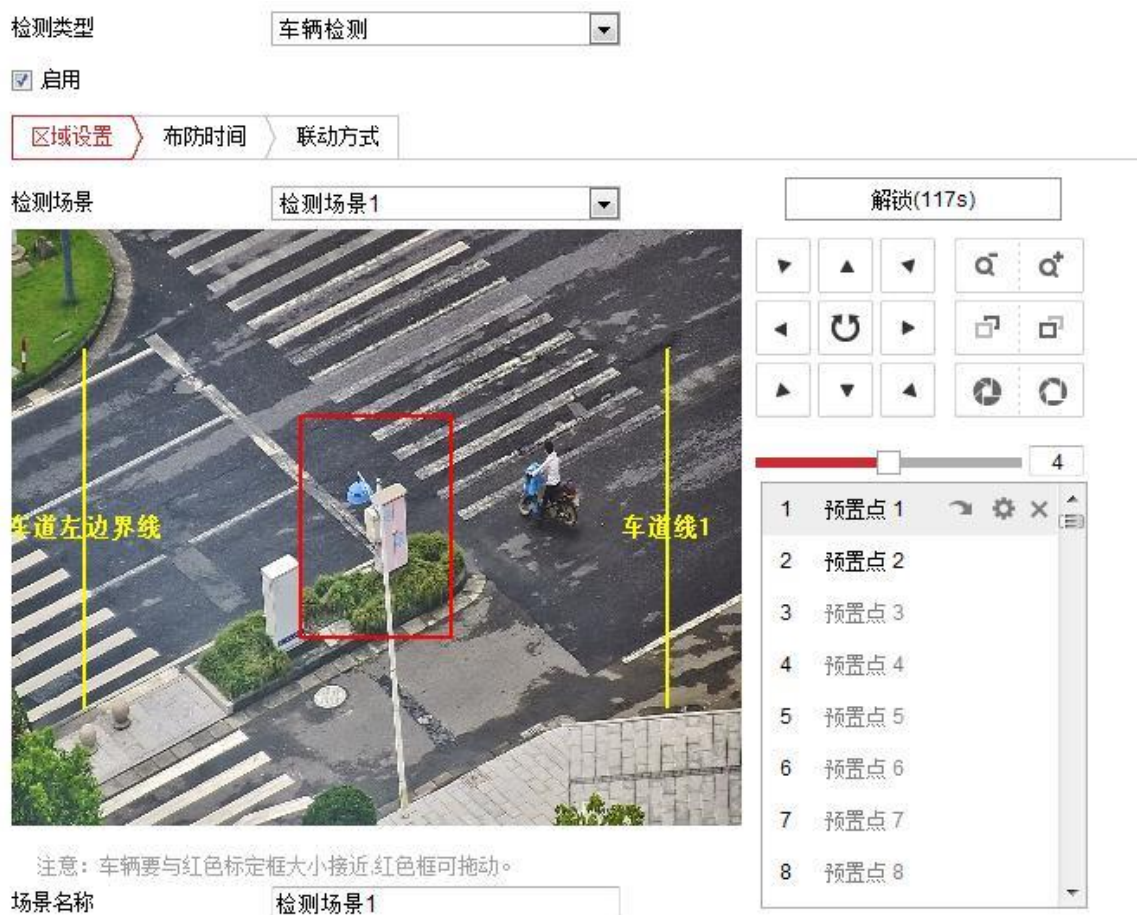 检测类型 车辆检测
启用
区域设置 布防时间 联动方式
检测场景 检测场景1 解锁(117s)
车道左边界线 车道线1
4
1 预置点 1
2 预置点 2
3 预置点 3
4 预置点 4
5 预置点 5
6 预置点 6
7 预置点 7
8 预置点 8
注意：车辆要与红色标定框大小接近,红色框可拖动。
场景名称 检测场景1